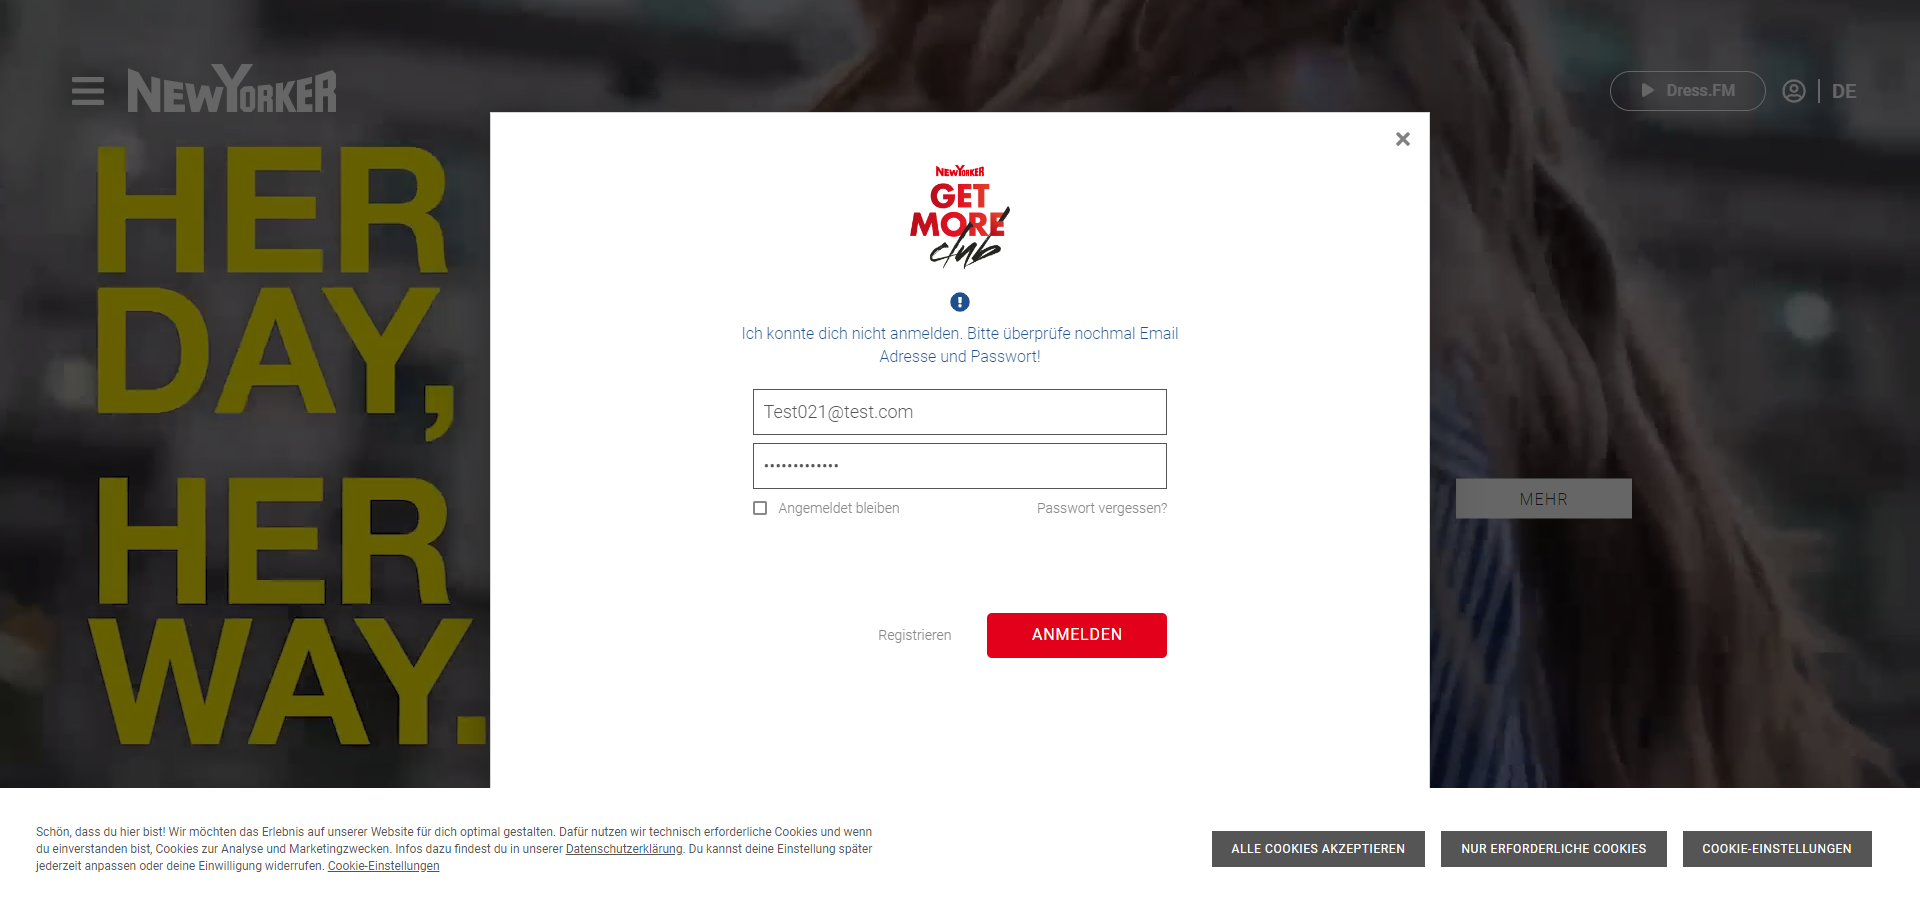 NEWYORKER
Dress.FM
DE
HER
DAY,
HER
WAY.
NEWYORKER
GET
MORE
club
Ich konnte dich nicht anmelden. Bitte überprüfe nochmal Email
Adresse und Passwort!
Test021@test.com
•••••••••••••
Angemeldet bleiben
Passwort vergessen?
Registrieren
ANMELDEN
MEHR
Schön, dass du hier bist! Wir möchten das Erlebnis auf unserer Website für dich optimal gestalten. Dafür nutzen wir technisch erforderliche Cookies und wenn
du einverstanden bist, Cookies zur Analyse und Marketingzwecken. Infos dazu findest du in unserer Datenschutzerklärung. Du kannst deine Einstellung später
jederzeit anpassen oder deine Einwilligung widerrufen. Cookie-Einstellungen
ALLE COOKIES AKZEPTIEREN
NUR ERFORDERLICHE COOKIES
COOKIE-EINSTELLUNGEN